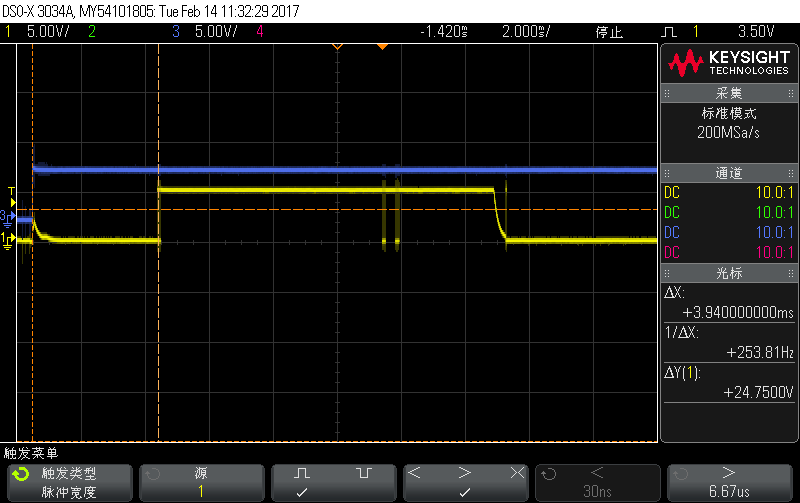 DSO-X 3034A, MY54101805: Tue Feb 14 11:32:29 2017
1 5.00V/ 2 3 5.00V/ 4 -1.420ms 2.000ms/ 停止 1 3.50V
KEYSIGHT
TECHNOLOGIES
采集
标准模式
200MSa/s
通道
DC 10.0:1
DC 10.0:1
DC 10.0:1
DC 10.0:1
光标
ΔX:
+3.940000000ms
1/ΔX:
+253.81Hz
ΔY(1):
+24.7500V
T
3
1
触发菜单
触发类型
脉冲宽度
源
1
< > ><
✓ ✓
<
30ns
>
6.67us